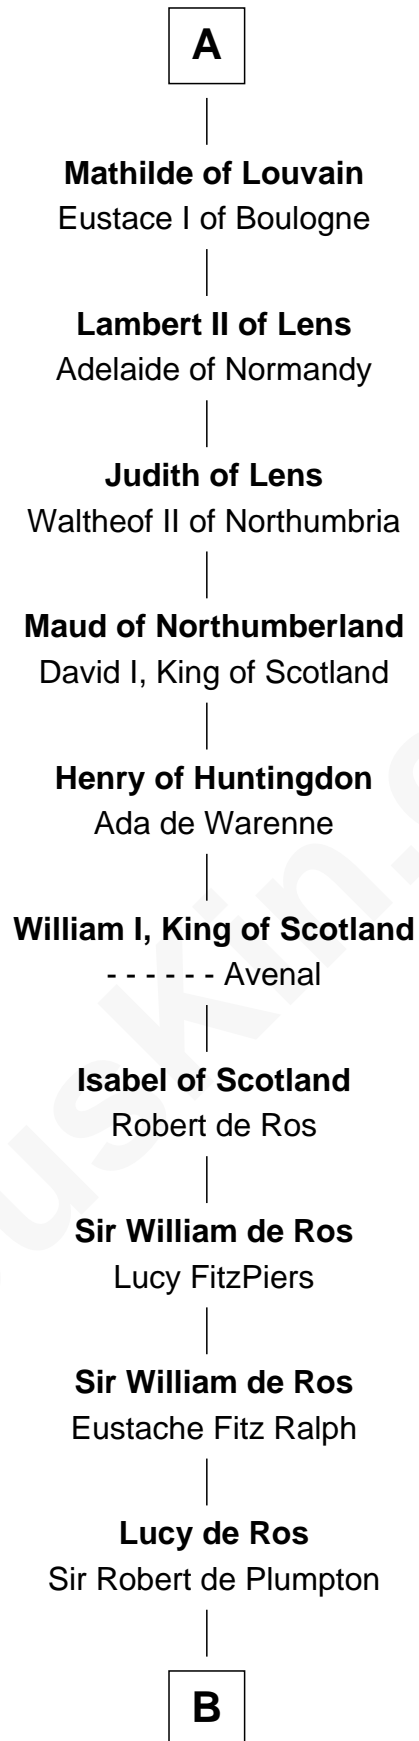 A
Mathilde of Louvain
Eustace I of Boulogne
Lambert II of Lens
Adelaide of Normandy
Judith of Lens
Waltheof II of Northumbria
Maud of Northumberland
David I, King of Scotland
Henry of Huntingdon
Ada de Warenne
William I, King of Scotland
- - - - - - Avenal
Isabel of Scotland
Robert de Ros
Sir William de Ros
Lucy FitzPiers
Sir William de Ros
Eustache Fitz Ralph
Lucy de Ros
Sir Robert de Plumpton
B